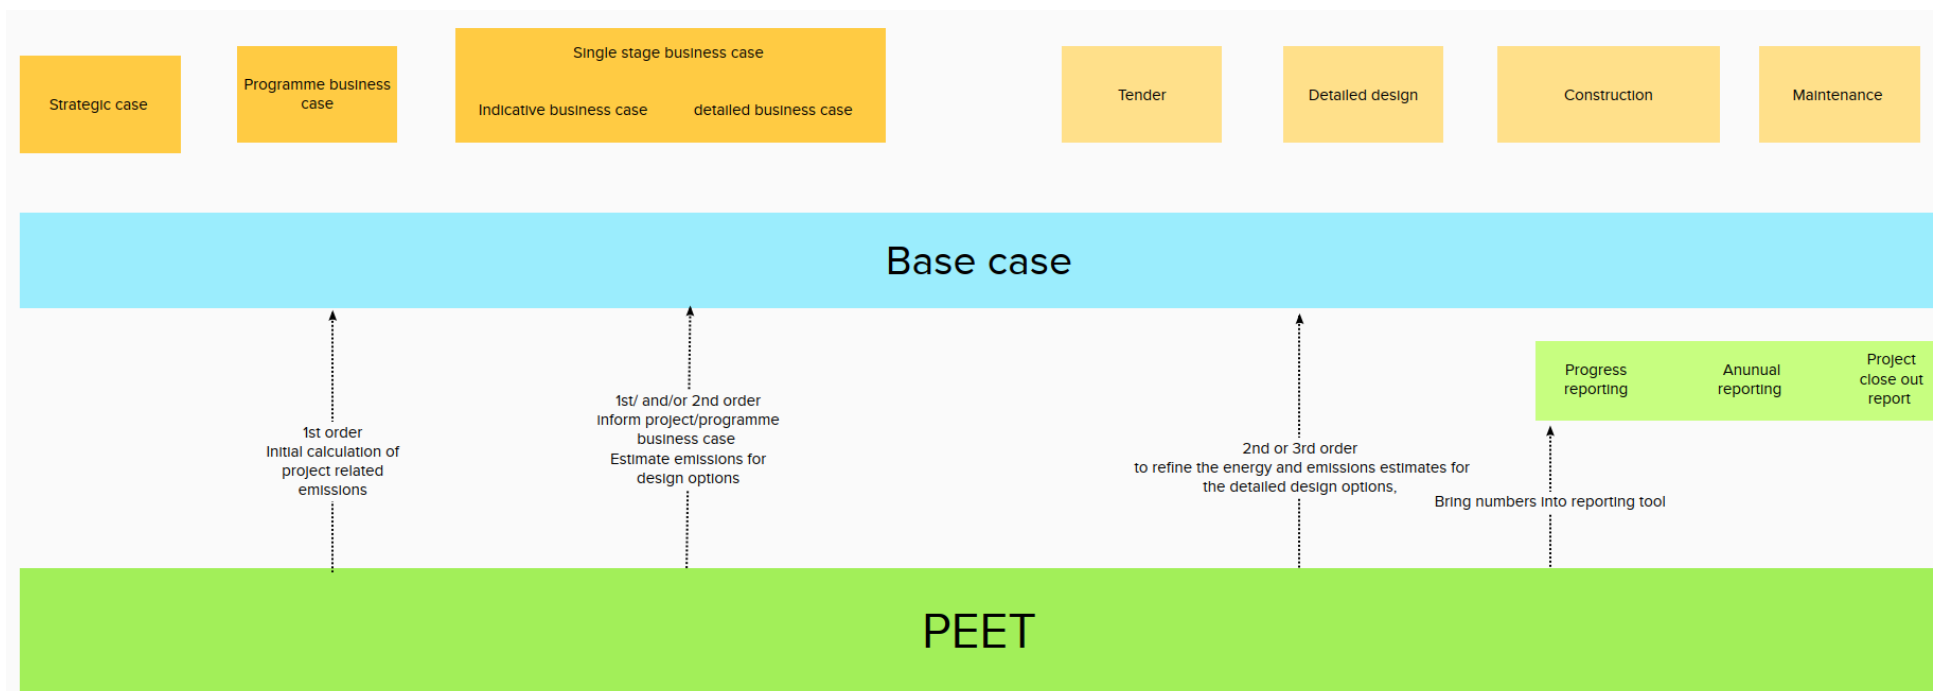 Strategic case
Programme business
case
Single stage business case
Indicative business case
detailed business case
Tender
Detailed design
Construction
Maintenance
Base case
Progress
reporting
Anunual
reporting
Project
close out
report
1st order
Initial calculation of
project related
emissions
1st/ and/or 2nd order
inform project/programme
business case
Estimate emissions for
design options
2nd or 3rd order
to refine the energy and emissions estimates for
the detailed design options,
Bring numbers into reporting tool
PEET